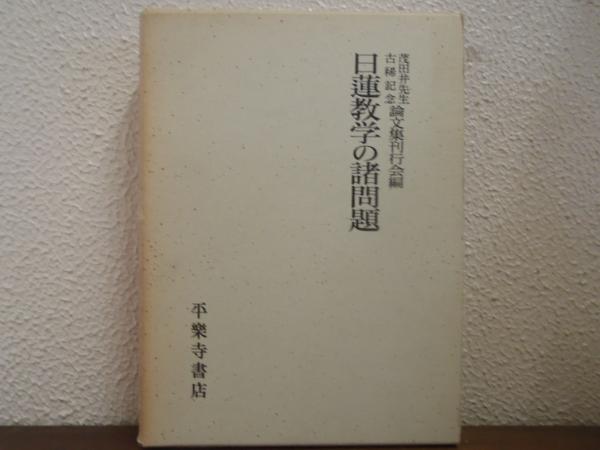 茂田井先生
古稀記念
論文集刊行会編
日蓮教学の諸問題
平樂寺書店